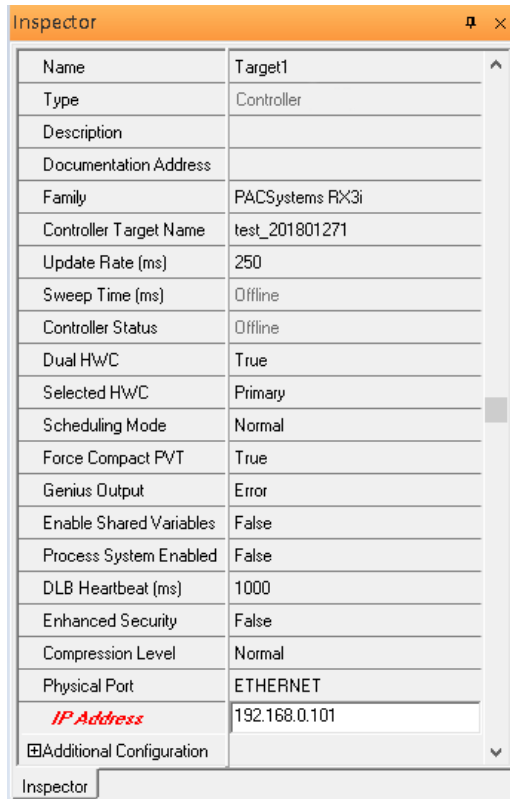 Inspector
Name Target1
Type Controller
Description
Documentation Address
Family PACSystems RX3i
Controller Target Name test_201801271
Update Rate (ms) 250
Sweep Time (ms) Offline
Controller Status Offline
Dual HWC True
Selected HWC Primary
Scheduling Mode Normal
Force Compact PVT True
Genius Output Error
Enable Shared Variables False
Process System Enabled False
DLB Heartbeat (ms) 1000
Enhanced Security False
Compression Level Normal
Physical Port ETHERNET
IP Address 192.168.0.101
Additional Configuration
Inspector